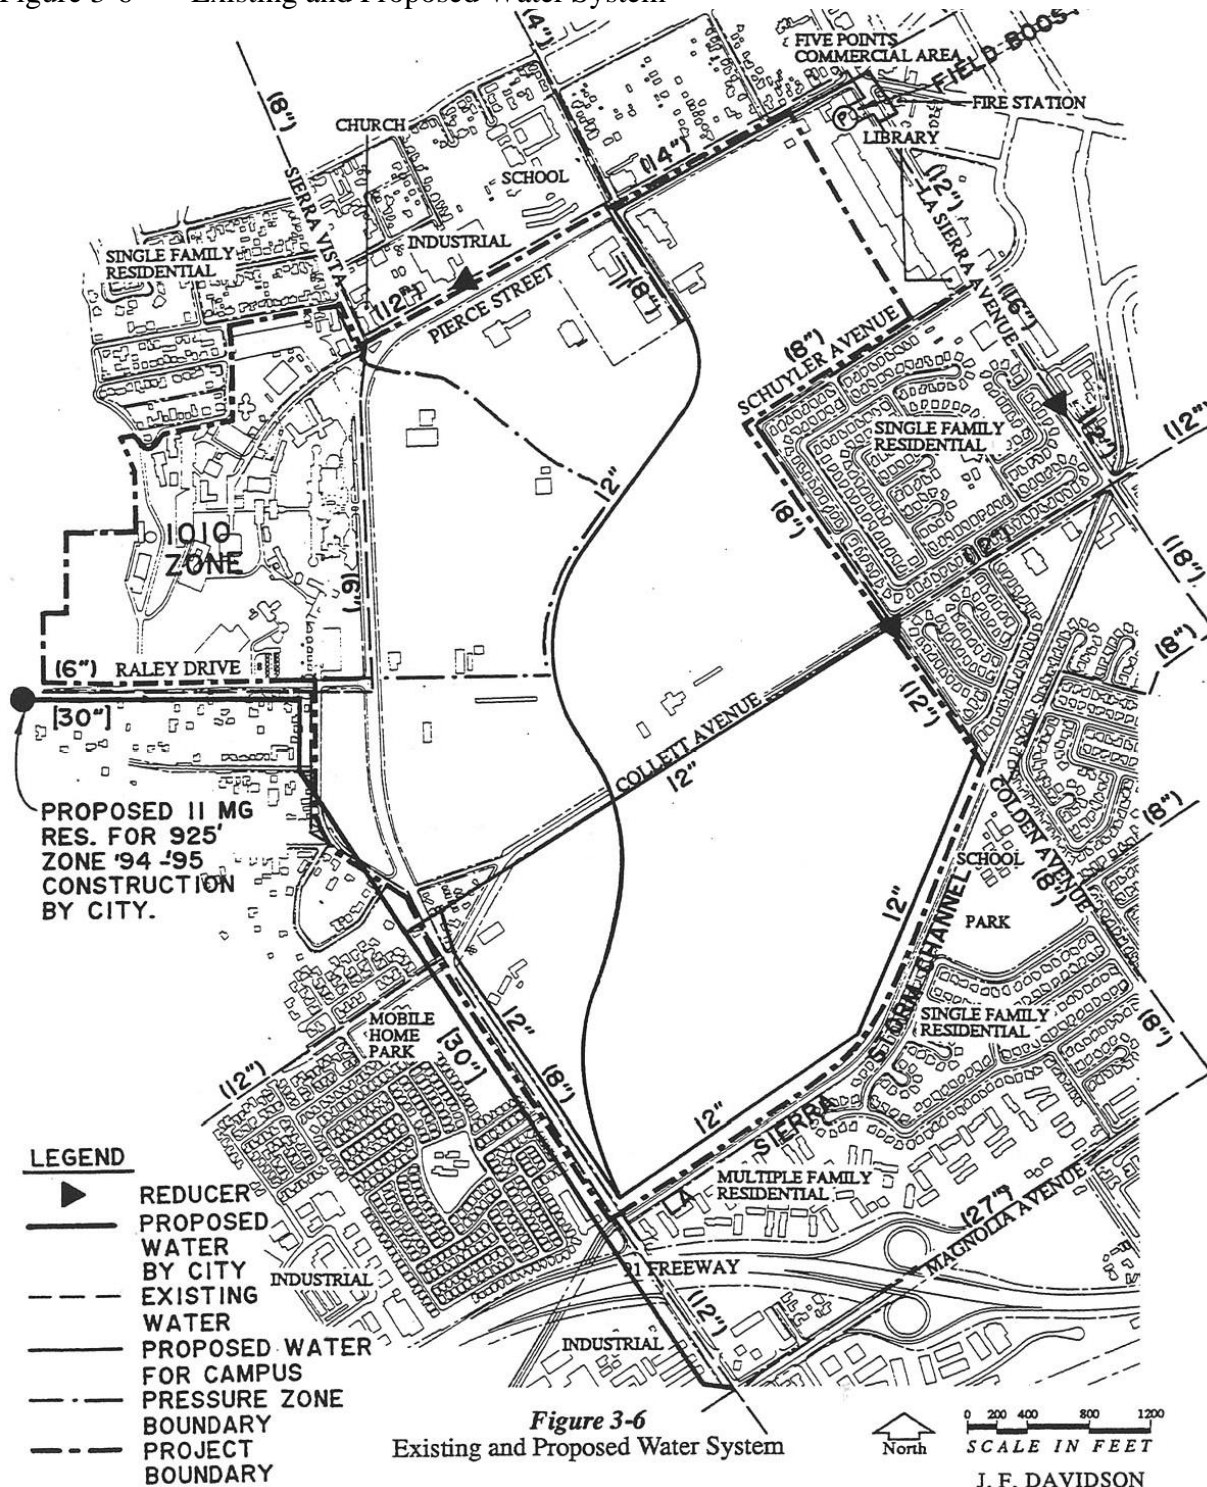 Figure 3-6 Existing and Proposed Water System
(14")
FIVE POINTS
COMMERCIAL AREA
FIELD BOOS
(8")
CHURCH
FIRE STATION
P
LIBRARY
(14")
SCHOOL
SIERRA VISTA
(12")
LA SIERRA AVENUE
INDUSTRIAL
SINGLE FAMILY
RESIDENTIAL
(12")
PIERCE STREET
(8")
(16")
(8")
SCHUYLER AVENUE
SINGLE FAMILY
RESIDENTIAL
(12")
(12")
12"
(8")
1010
ZONE
(12")
(18")
(6")
(8")
(6") RALEY DRIVE
[30"]
(12")
COLLETT AVENUE
12"
PROPOSED 11 MG
RES. FOR 925'
ZONE '94-'95
CONSTRUCTION
BY CITY.
GOLDEN AVENUE
(8")
SCHOOL
(8")
12"
PARK
STORM CHANNEL
MOBILE
HOME
PARK
12"
[30"]
SINGLE FAMILY
RESIDENTIAL
(8")
(12")
(8")
12"
SIERRA
LA
MULTIPLE FAMILY
RESIDENTIAL
(27")
MAGNOLIA AVENUE
91 FREEWAY
INDUSTRIAL
(12")
INDUSTRIAL
LEGEND
REDUCER
PROPOSED
WATER
BY CITY
EXISTING
WATER
PROPOSED WATER
FOR CAMPUS
PRESSURE ZONE
BOUNDARY
PROJECT
BOUNDARY
Figure 3-6
Existing and Proposed Water System
North
0 200 400 800 1200
SCALE IN FEET
J. F. DAVIDSON